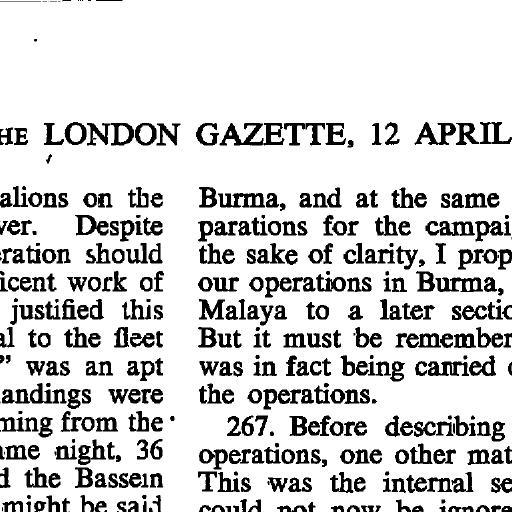 HE LONDON GAZETTE, 12 APRIL
alions on the
ver. Despite
eration should
ficent work of
justified this
al to the fleet
" was an apt
landings were
ming from the
ame night, 36
d the Bassein
might be said
Burma, and at the same
parations for the campai
the sake of clarity, I prop
our operations in Burma,
Malaya to a later sectio
But it must be remember
was in fact being carried
the operations.
267. Before describing
operations, one other mat
This was the internal se
could not now be ignore